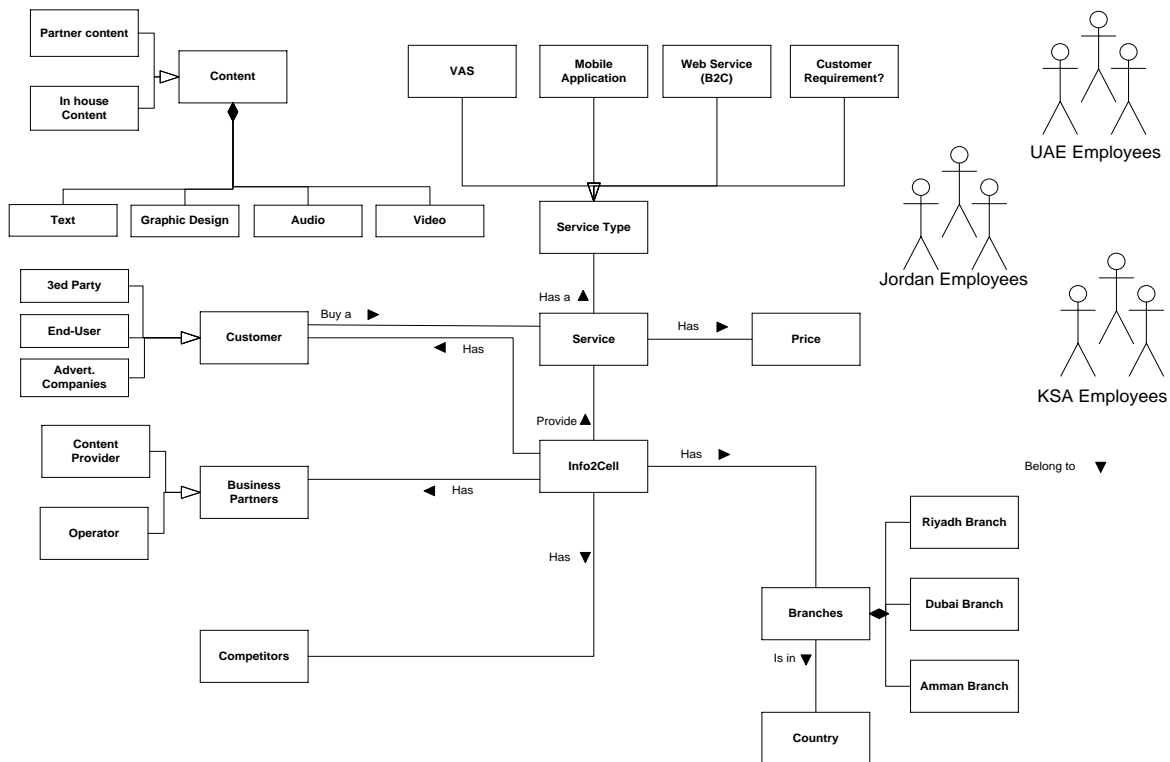 Partner content
Content
In house
Content
VAS
Mobile
Application
Web Service
(B2C)
Customer
Requirement?
UAE Employees
Text
Graphic Design
Audio
Video
Service Type
Jordan Employees
3ed Party
End-User
Advert.
Companies
Customer
Buy a
Has
Has a
Service
Has
Price
KSA Employees
Provide
Content
Provider
Operator
Business
Partners
Has
Info2Cell
Has
Belong to
Has
Riyadh Branch
Branches
Dubai Branch
Amman Branch
Competitors
Is in
Country